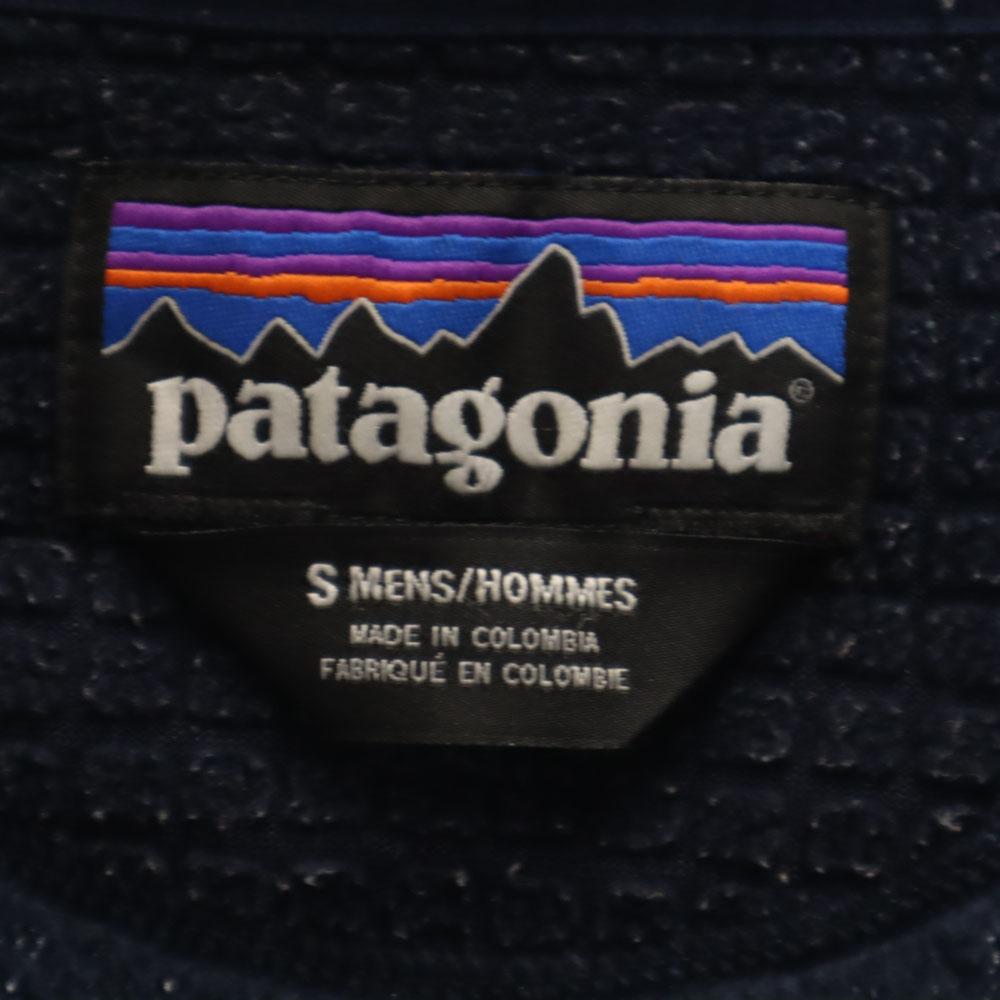 patagonia®
S MENS/HOMMES
MADE IN COLOMBIA
FABRIQUÉ EN COLOMBIE